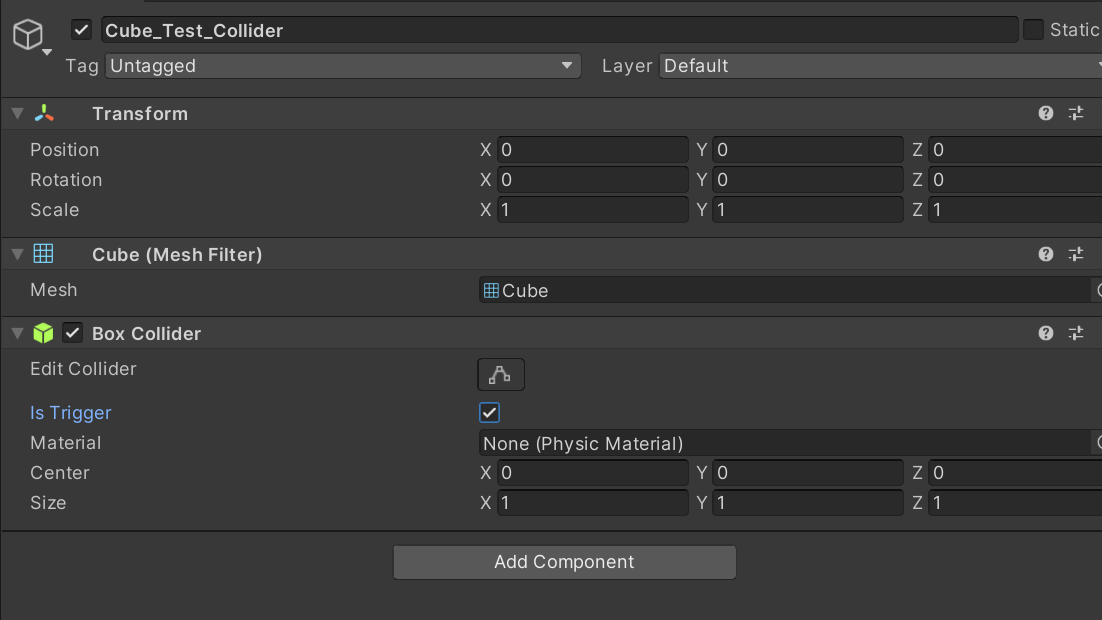 Cube_Test_Collider Static
Tag Untagged Layer Default
Transform
Position X 0 Y 0 Z 0
Rotation X 0 Y 0 Z 0
Scale X 1 Y 1 Z 1
Cube (Mesh Filter)
Mesh Cube
Box Collider
Edit Collider
Is Trigger
Material None (Physic Material)
Center X 0 Y 0 Z 0
Size X 1 Y 1 Z 1
Add Component